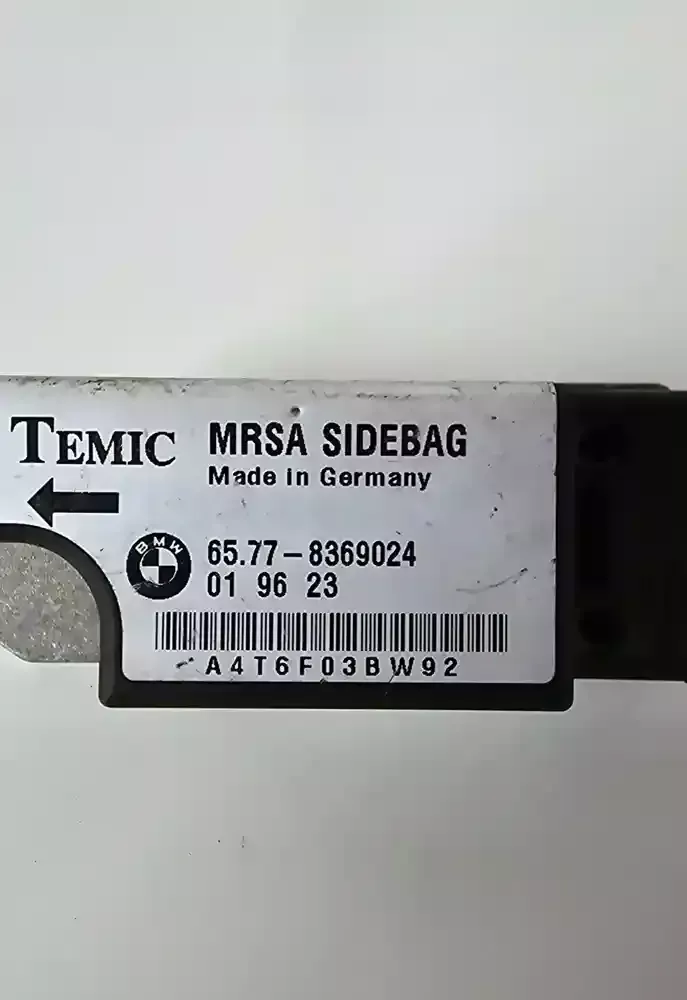 TEMIC MRSA SIDEBAG
Made in Germany
BMW 65.77-8369024
01 96 23
A4T6F03BW92